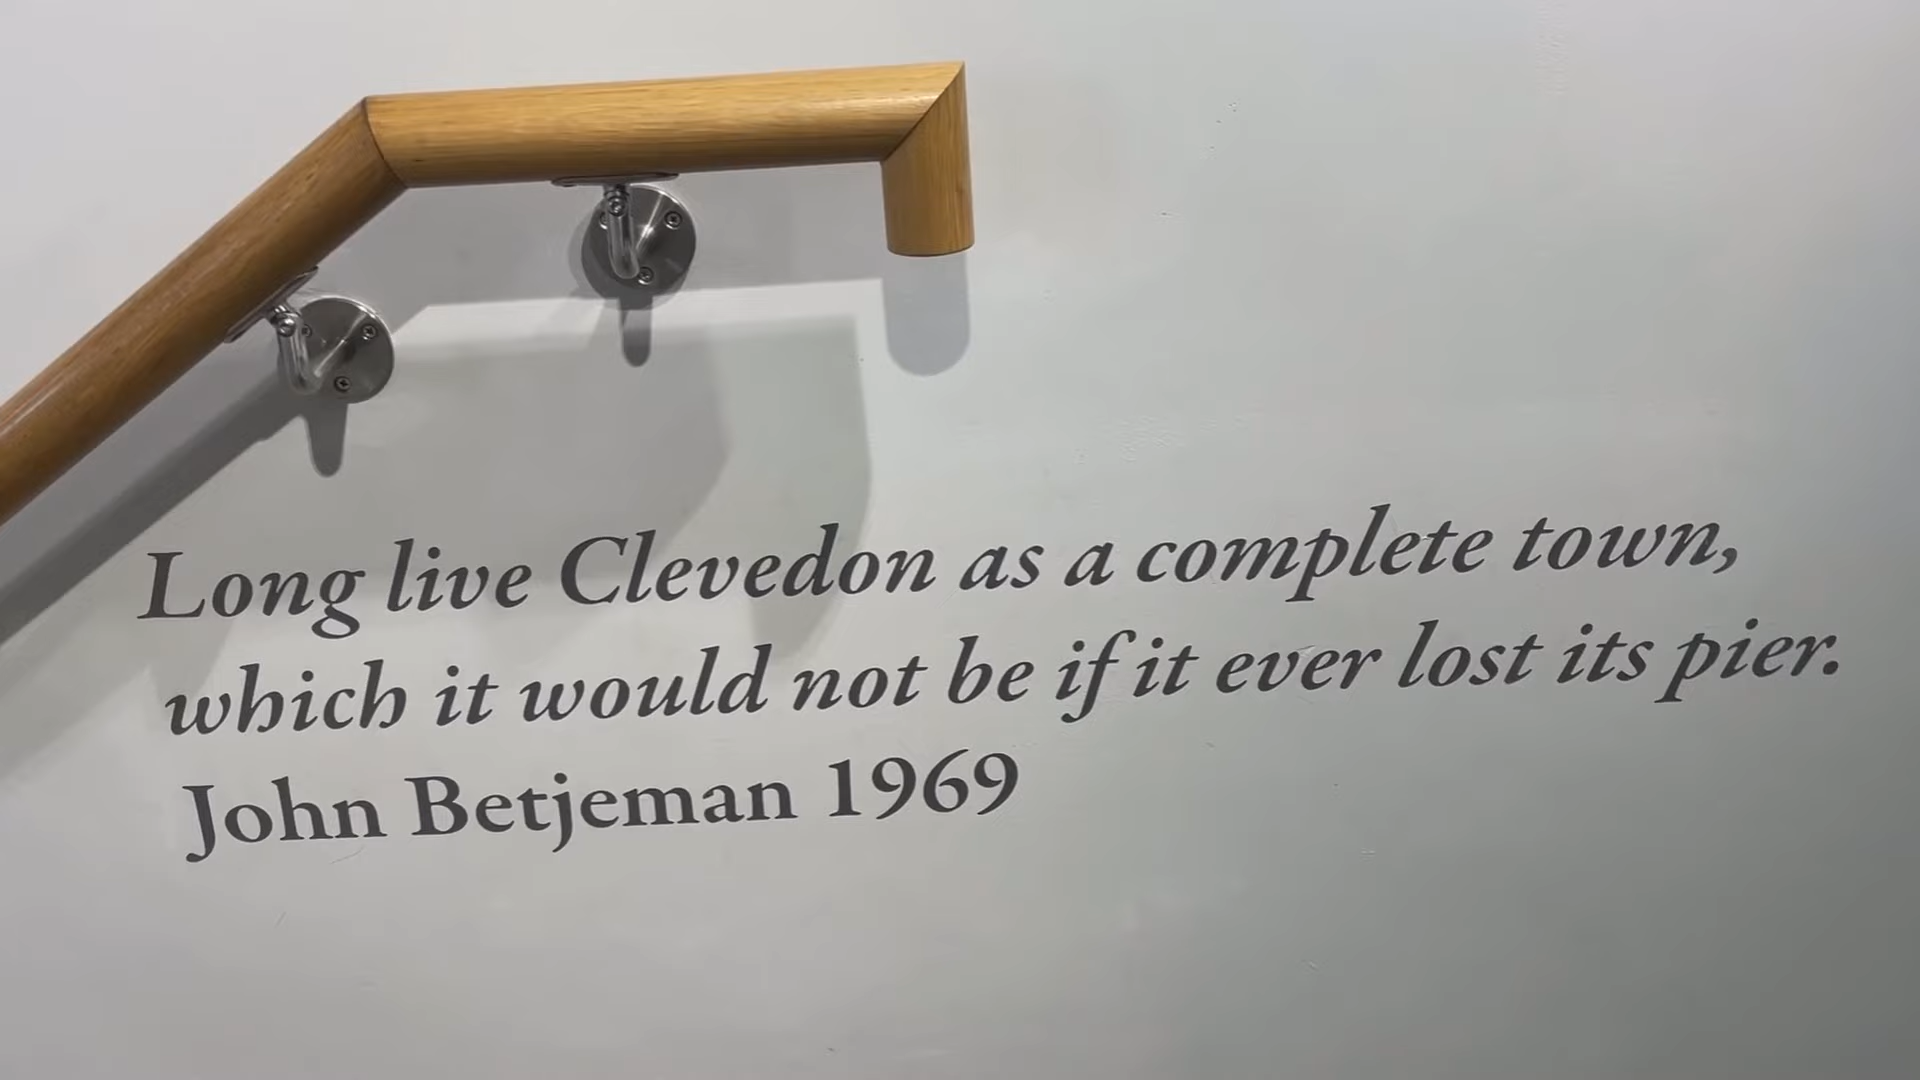 Long live Clevedon as a complete town,
which it would not be if it ever lost its pier.
John Betjeman 1969